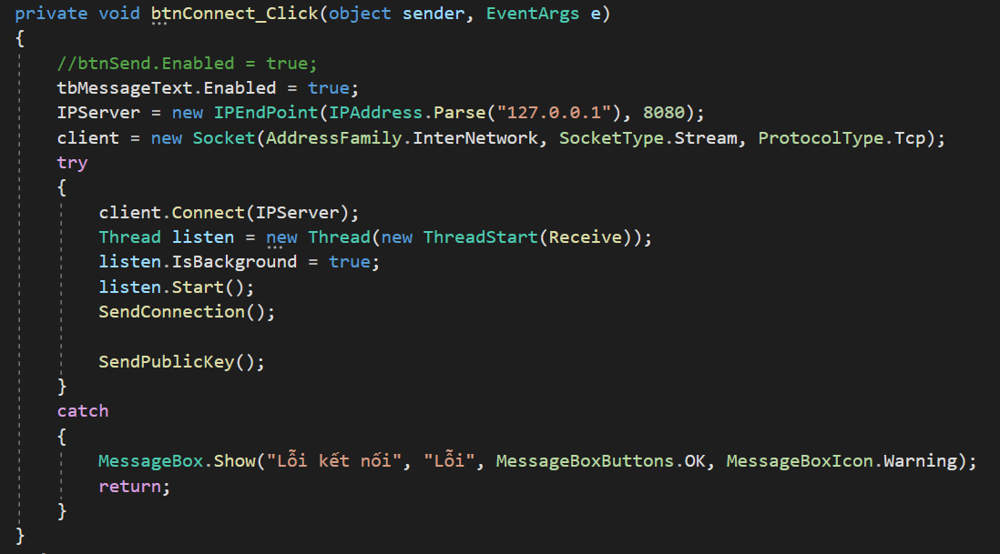 private void btnConnect_Click(object sender, EventArgs e)
{
//btnSend.Enabled = true;
tbMessageText.Enabled = true;
IPServer = new IPEndPoint(IPAddress.Parse("127.0.0.1"), 8080);
client = new Socket(AddressFamily.InterNetwork, SocketType.Stream, ProtocolType.Tcp);
try
{
client.Connect(IPServer);
Thread listen = new Thread(new ThreadStart(Receive));
listen.IsBackground = true;
listen.Start();
SendConnection();
SendPublicKey();
}
catch
{
MessageBox.Show("Lỗi kết nối", "Lỗi", MessageBoxButtons.OK, MessageBoxIcon.Warning);
return;
}
}